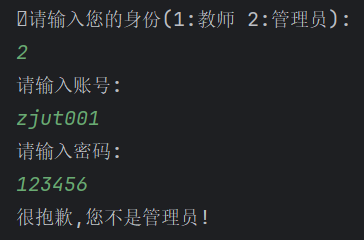 请输入您的身份(1:教师 2:管理员):
2
请输入账号:
zjut001
请输入密码:
123456
很抱歉,您不是管理员!